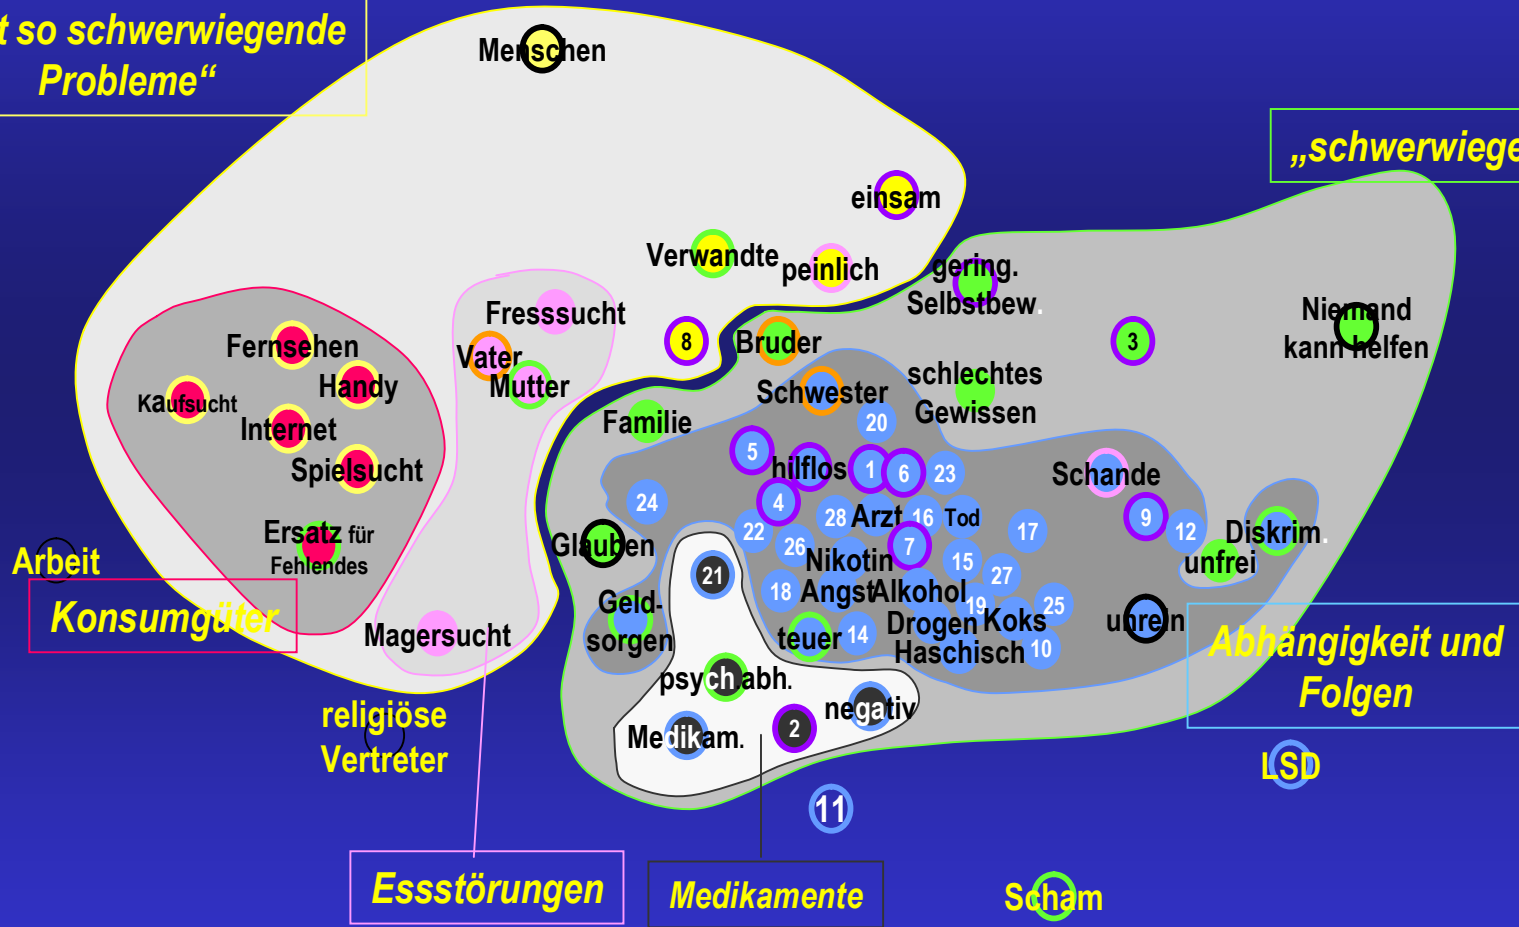 t so schwerwiegende
Probleme“
Menschen
„schwerwiege
einsam
Verwandte
peinlich
gering.
Selbstbew.
Niemand
kann helfen
Fresssucht
Fernsehen
Vater
8
Bruder
3
Handy
Mutter
Schwester
schlechtes
Gewissen
Kaufsucht
Internet
Familie
20
Spielsucht
5
hilflos
1
6
23
Schande
24
4
28
Arzt
16
Tod
17
9
12
Diskrim.
22
Ersatz für
Fehlendes
Glauben
26
7
unfrei
Nikotin
15
Arbeit
21
27
18
Angst
Alkohol
Konsumgüter
Geld-
sorgen
19
25
Drogen
Koks
unrein
Magersucht
teuer
14
Haschisch
10
Abhängigkeit und
Folgen
psych.abh.
religiöse
Vertreter
negativ
Medikam.
2
LSD
11
Essstörungen
Medikamente
Scham